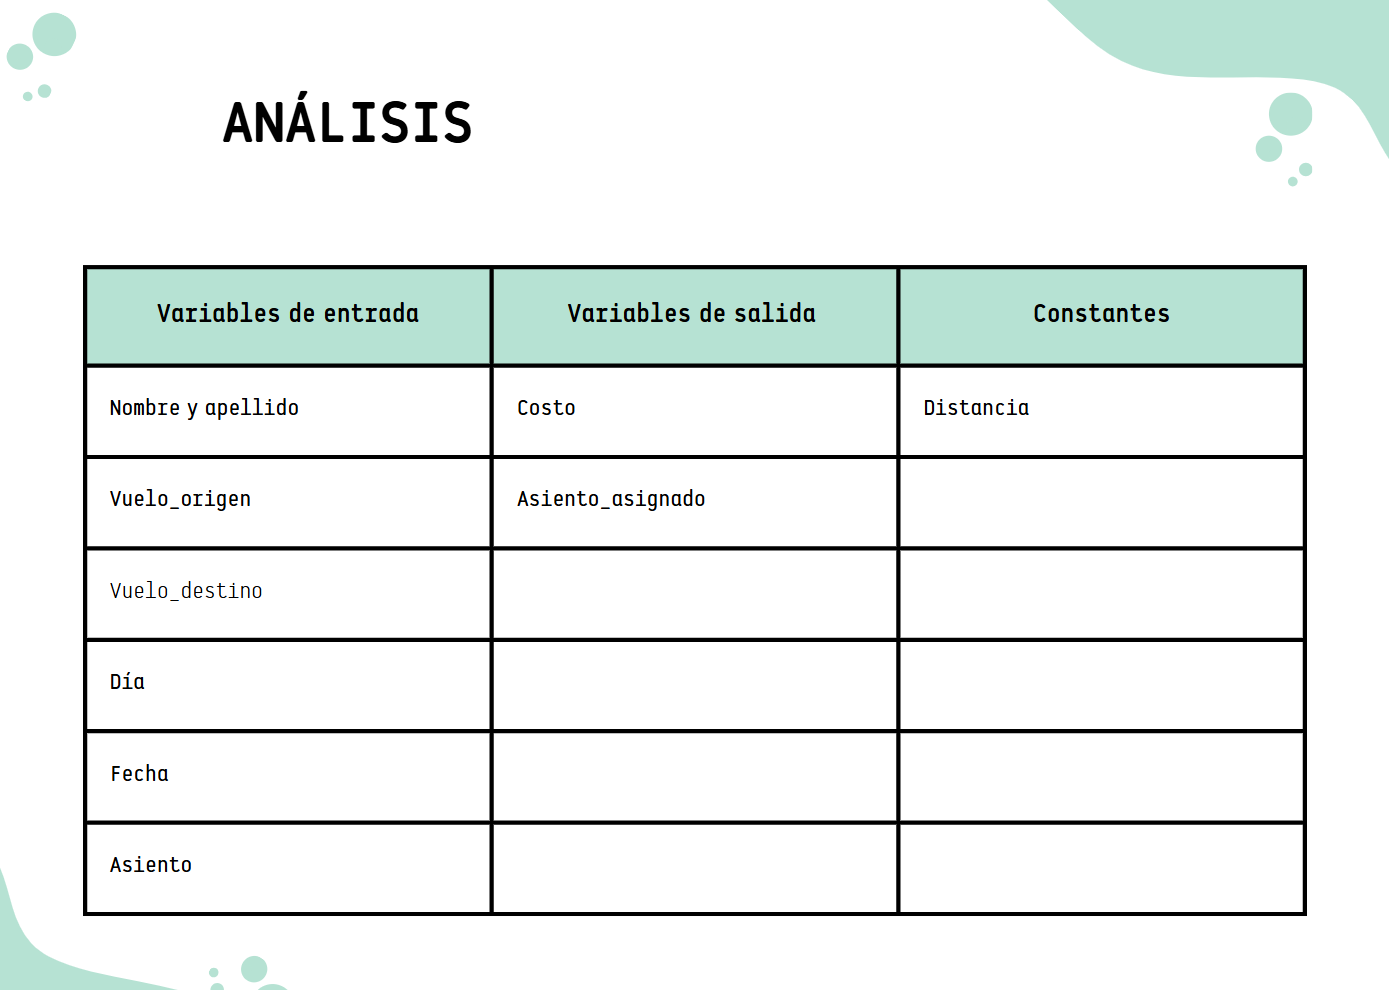 ANÁLISIS
Variables de entrada Variables de salida Constantes
Nombre y apellido Costo Distancia
Vuelo_origen Asiento_asignado
Vuelo_destino
Día
Fecha
Asiento